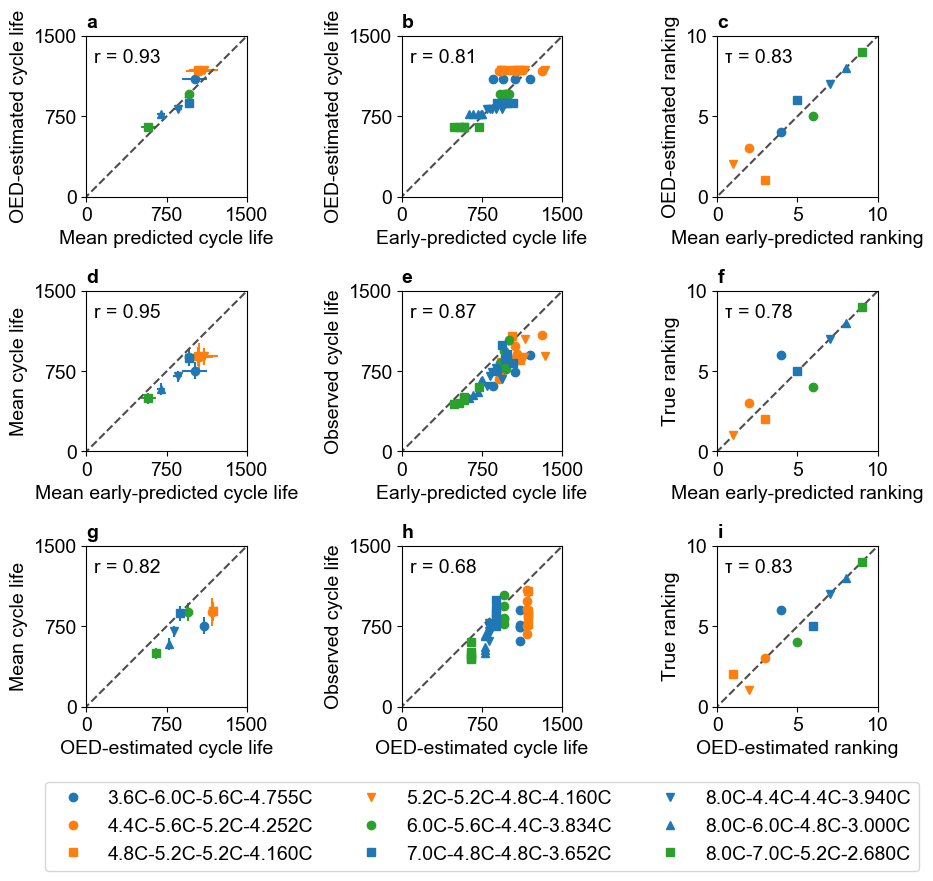 a
OED-estimated cycle life
1500
750
0
r = 0.93
0 750 1500
Mean predicted cycle life
b
OED-estimated cycle life
1500
750
0
r = 0.81
0 750 1500
Early-predicted cycle life
c
OED-estimated ranking
10
5
0
τ = 0.83
0 5 10
Mean early-predicted ranking
d
Mean cycle life
1500
750
0
r = 0.95
0 750 1500
Mean early-predicted cycle life
e
Observed cycle life
1500
750
0
r = 0.87
0 750 1500
Early-predicted cycle life
f
True ranking
10
5
0
τ = 0.78
0 5 10
Mean early-predicted ranking
g
Mean cycle life
1500
750
0
r = 0.82
0 750 1500
OED-estimated cycle life
h
Observed cycle life
1500
750
0
r = 0.68
0 750 1500
OED-estimated cycle life
i
True ranking
10
5
0
τ = 0.83
0 5 10
OED-estimated ranking
3.6C-6.0C-5.6C-4.755C
4.4C-5.6C-5.2C-4.252C
4.8C-5.2C-5.2C-4.160C
5.2C-5.2C-4.8C-4.160C
6.0C-5.6C-4.4C-3.834C
7.0C-4.8C-4.8C-3.652C
8.0C-4.4C-4.4C-3.940C
8.0C-6.0C-4.8C-3.000C
8.0C-7.0C-5.2C-2.680C